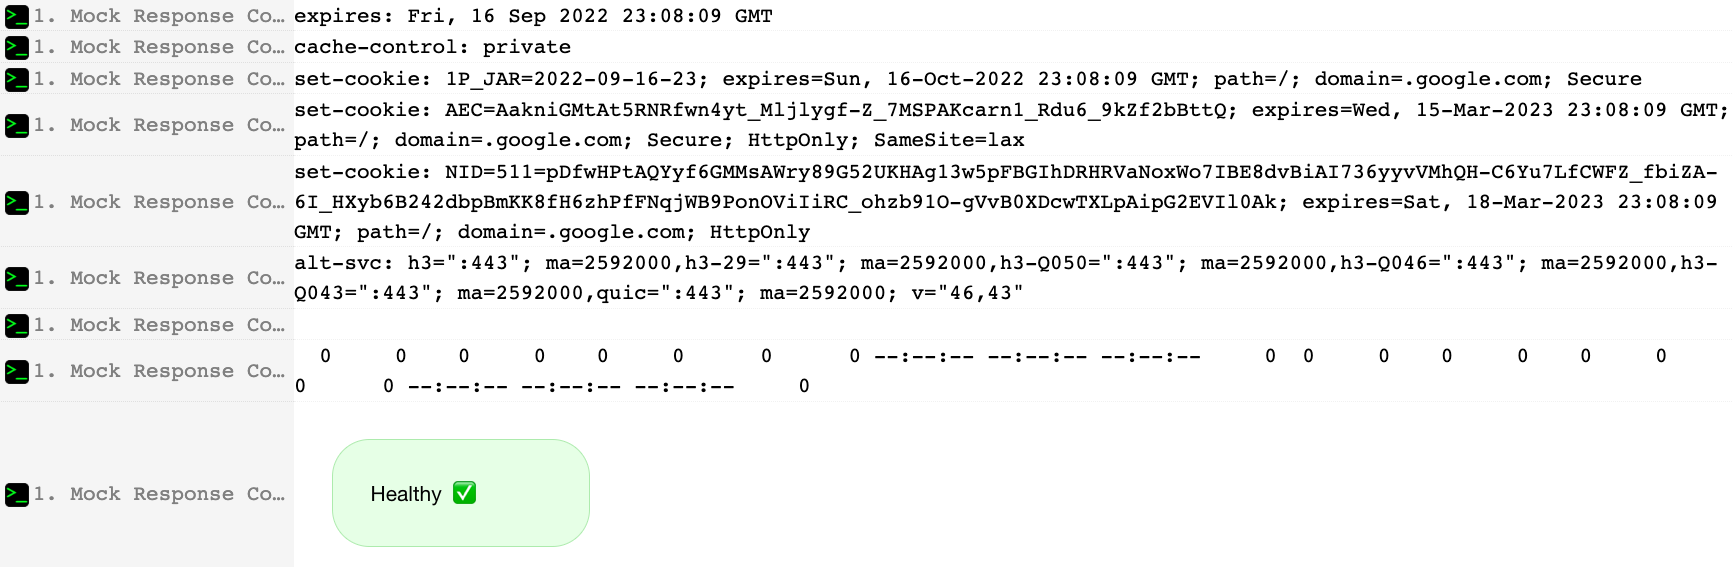 1. Mock Response Co… expires: Fri, 16 Sep 2022 23:08:09 GMT
1. Mock Response Co… cache-control: private
1. Mock Response Co… set-cookie: 1P_JAR=2022-09-16-23; expires=Sun, 16-Oct-2022 23:08:09 GMT; path=/; domain=.google.com; Secure
1. Mock Response Co… set-cookie: AEC=AakniGMtAt5RNRfwn4yt_Mljlygf-Z_7MSPAKcarn1_Rdu6_9kZf2bBttQ; expires=Wed, 15-Mar-2023 23:08:09 GMT;
path=/; domain=.google.com; Secure; HttpOnly; SameSite=lax
1. Mock Response Co… set-cookie: NID=511=pDfwHPtAQYyf6GMMsAWry89G52UKHAg13w5pFBGIhDRHRVaNoxWo7IBE8dvBiAI736yyvVMhQH-C6Yu7LfCWFZ_fbiZA-
6I_HXyb6B242dbpBmKK8fH6zhPfFNqjWB9PonOViIiRC_ohzb91O-gVvB0XDcwTXLpAipG2EVIl0Ak; expires=Sat, 18-Mar-2023 23:08:09
GMT; path=/; domain=.google.com; HttpOnly
1. Mock Response Co… alt-svc: h3=":443"; ma=2592000,h3-29=":443"; ma=2592000,h3-Q050=":443"; ma=2592000,h3-Q046=":443"; ma=2592000,h3-
Q043=":443"; ma=2592000,quic=":443"; ma=2592000; v="46,43"
1. Mock Response Co…
1. Mock Response Co… 0 0 0 0 0 0 0 0 --:--:-- --:--:-- --:--:-- 0 0 0 0 0 0 0
0 0 --:--:-- --:--:-- --:--:-- 0
1. Mock Response Co… Healthy ✅